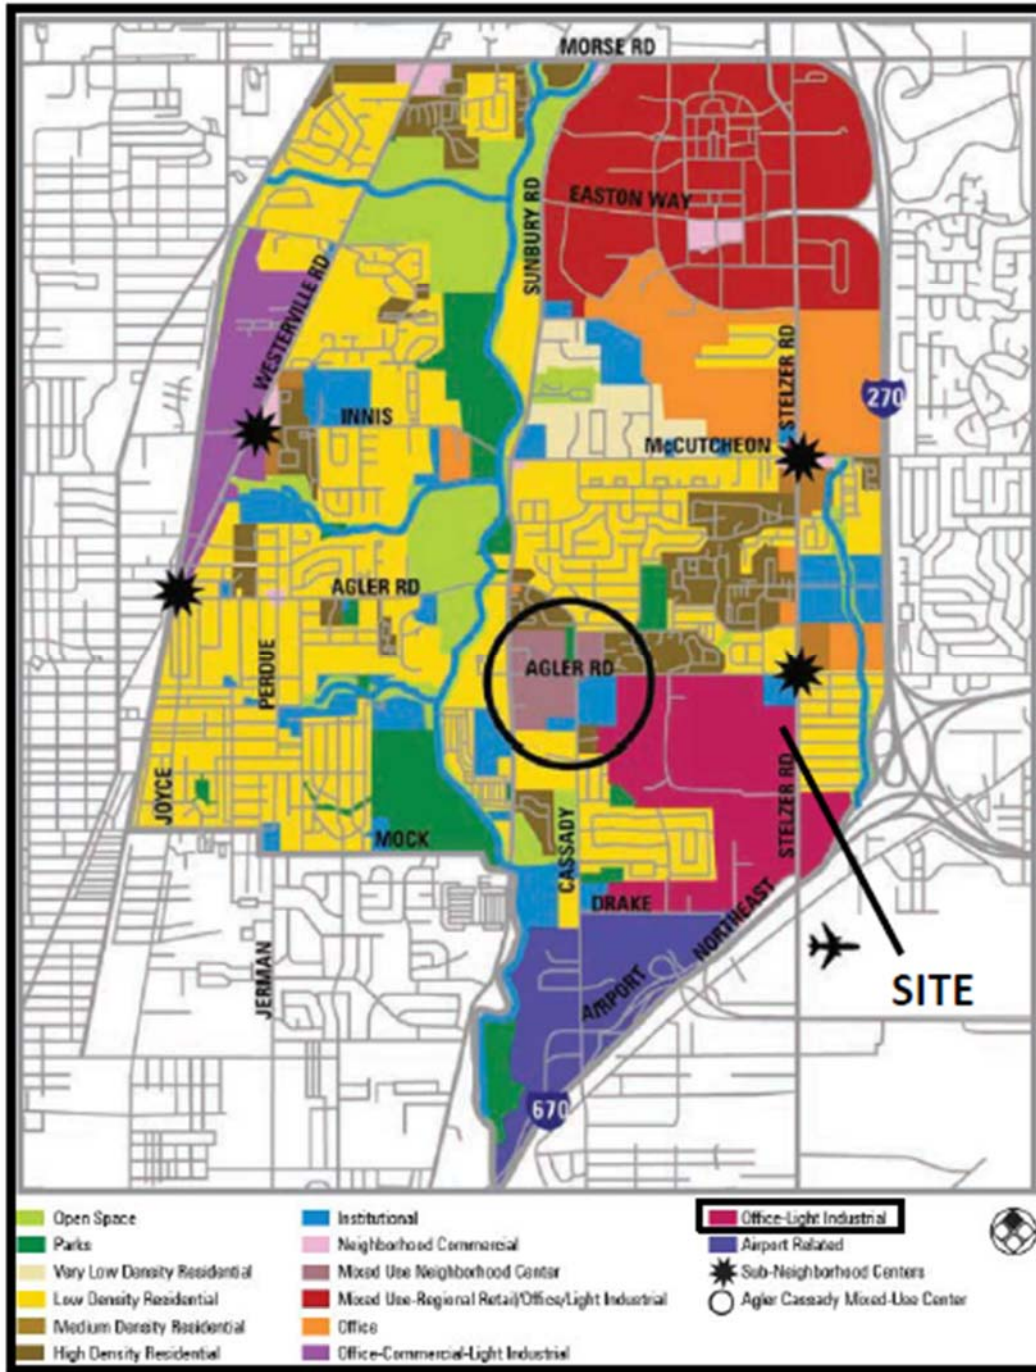 MORSE RD
EASTON WAY
SUNBURY RD
WESTERVILLE RD
STELZER RD
270
INNIS
McCUTCHEON
AGLER RD
AGLER RD
PERDUE
JOYCE
STELZER RD
MOCK
CASSADY
DRAKE
NORTHEAST
AIRPORT
JERMAN
SITE
670
Open Space
Parks
Very Low Density Residential
Low Density Residential
Medium Density Residential
High Density Residential
Institutional
Neighborhood Commercial
Mixed Use Neighborhood Center
Mixed Use-Regional Retail/Office/Light Industrial
Office
Office-Commercial-Light Industrial
Office-Light Industrial
Airport Related
Sub-Neighborhood Centers
Agler Cassady Mixed-Use Center